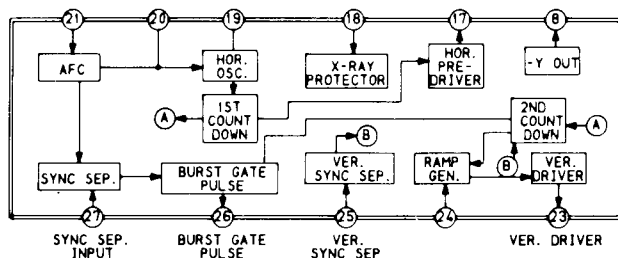 21 20 19 18 17 8
AFC
HOR.
OSC.
X-RAY
PROTECTOR
HOR.
PRE-
DRIVER
-Y OUT
A
1ST
COUNT
DOWN
2ND
COUNT
DOWN
A
B
SYNC SEP.
BURST GATE
PULSE
VER.
SYNC SEP.
RAMP
GEN.
B
VER.
DRIVER
27 26 25 24 23
SYNC SEP.
INPUT
BURST GATE
PULSE
VER.
SYNC SEP
VER. DRIVER